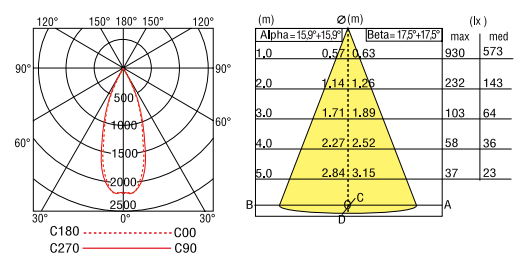 120° 150° 180° 150° 120°
90° 90°
500
1000
60° 60°
1500
2000
2500
30° 0° 30°
C180 C00
C270 C90
(m) ⌀(m) (lx)
Alpha=15,9°+15,9° Beta=17,5°+17,5° max med
1.0 0.57 0.63 930 573
2.0 1.14 1.26 232 143
3.0 1.71 1.89 103 64
4.0 2.27 2.52 58 36
5.0 2.84 3.15 37 23
C
B A
D